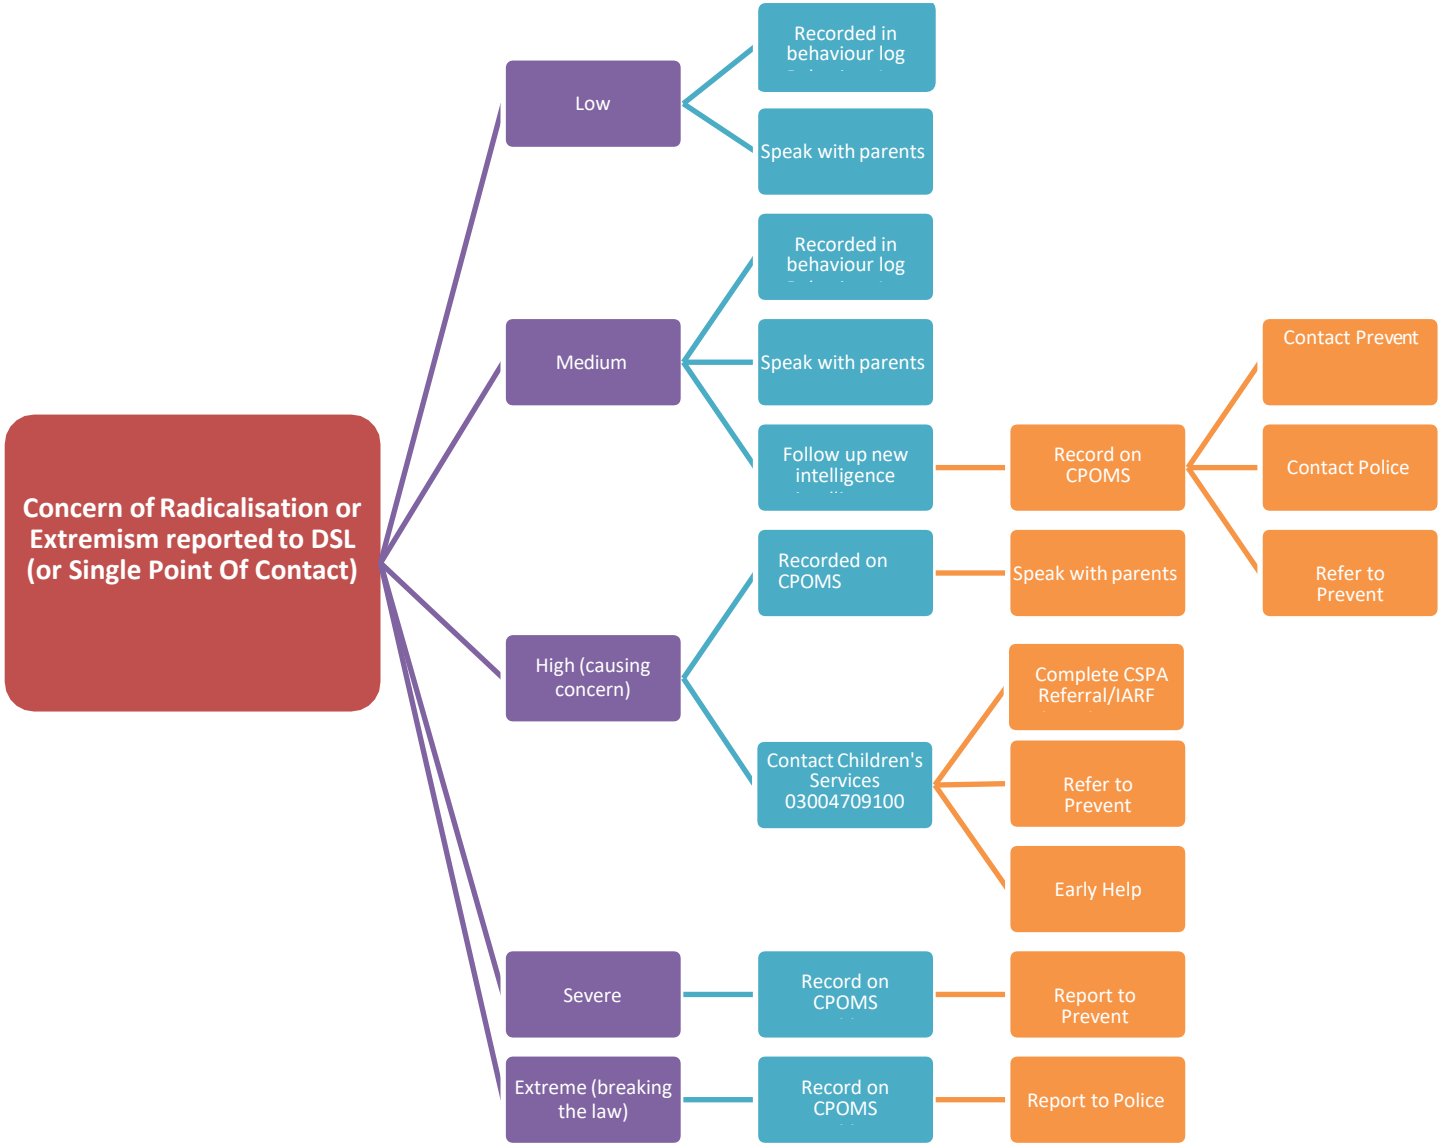 Concern of Radicalisation or
Extremism reported to DSL
(or Single Point Of Contact)
Low
Recorded in
behaviour log
Speak with parents
Medium
Recorded in
behaviour log
Speak with parents
Follow up new
intelligence
Record on
CPOMS
Contact Prevent
Contact Police
Refer to
Prevent
High (causing
concern)
Recorded on
CPOMS
Speak with parents
Contact Children's
Services
03004709100
Complete CSPA
Referral/IARF
Refer to
Prevent
Early Help
Severe
Record on
CPOMS
Report to
Prevent
Extreme (breaking
the law)
Record on
CPOMS
Report to Police